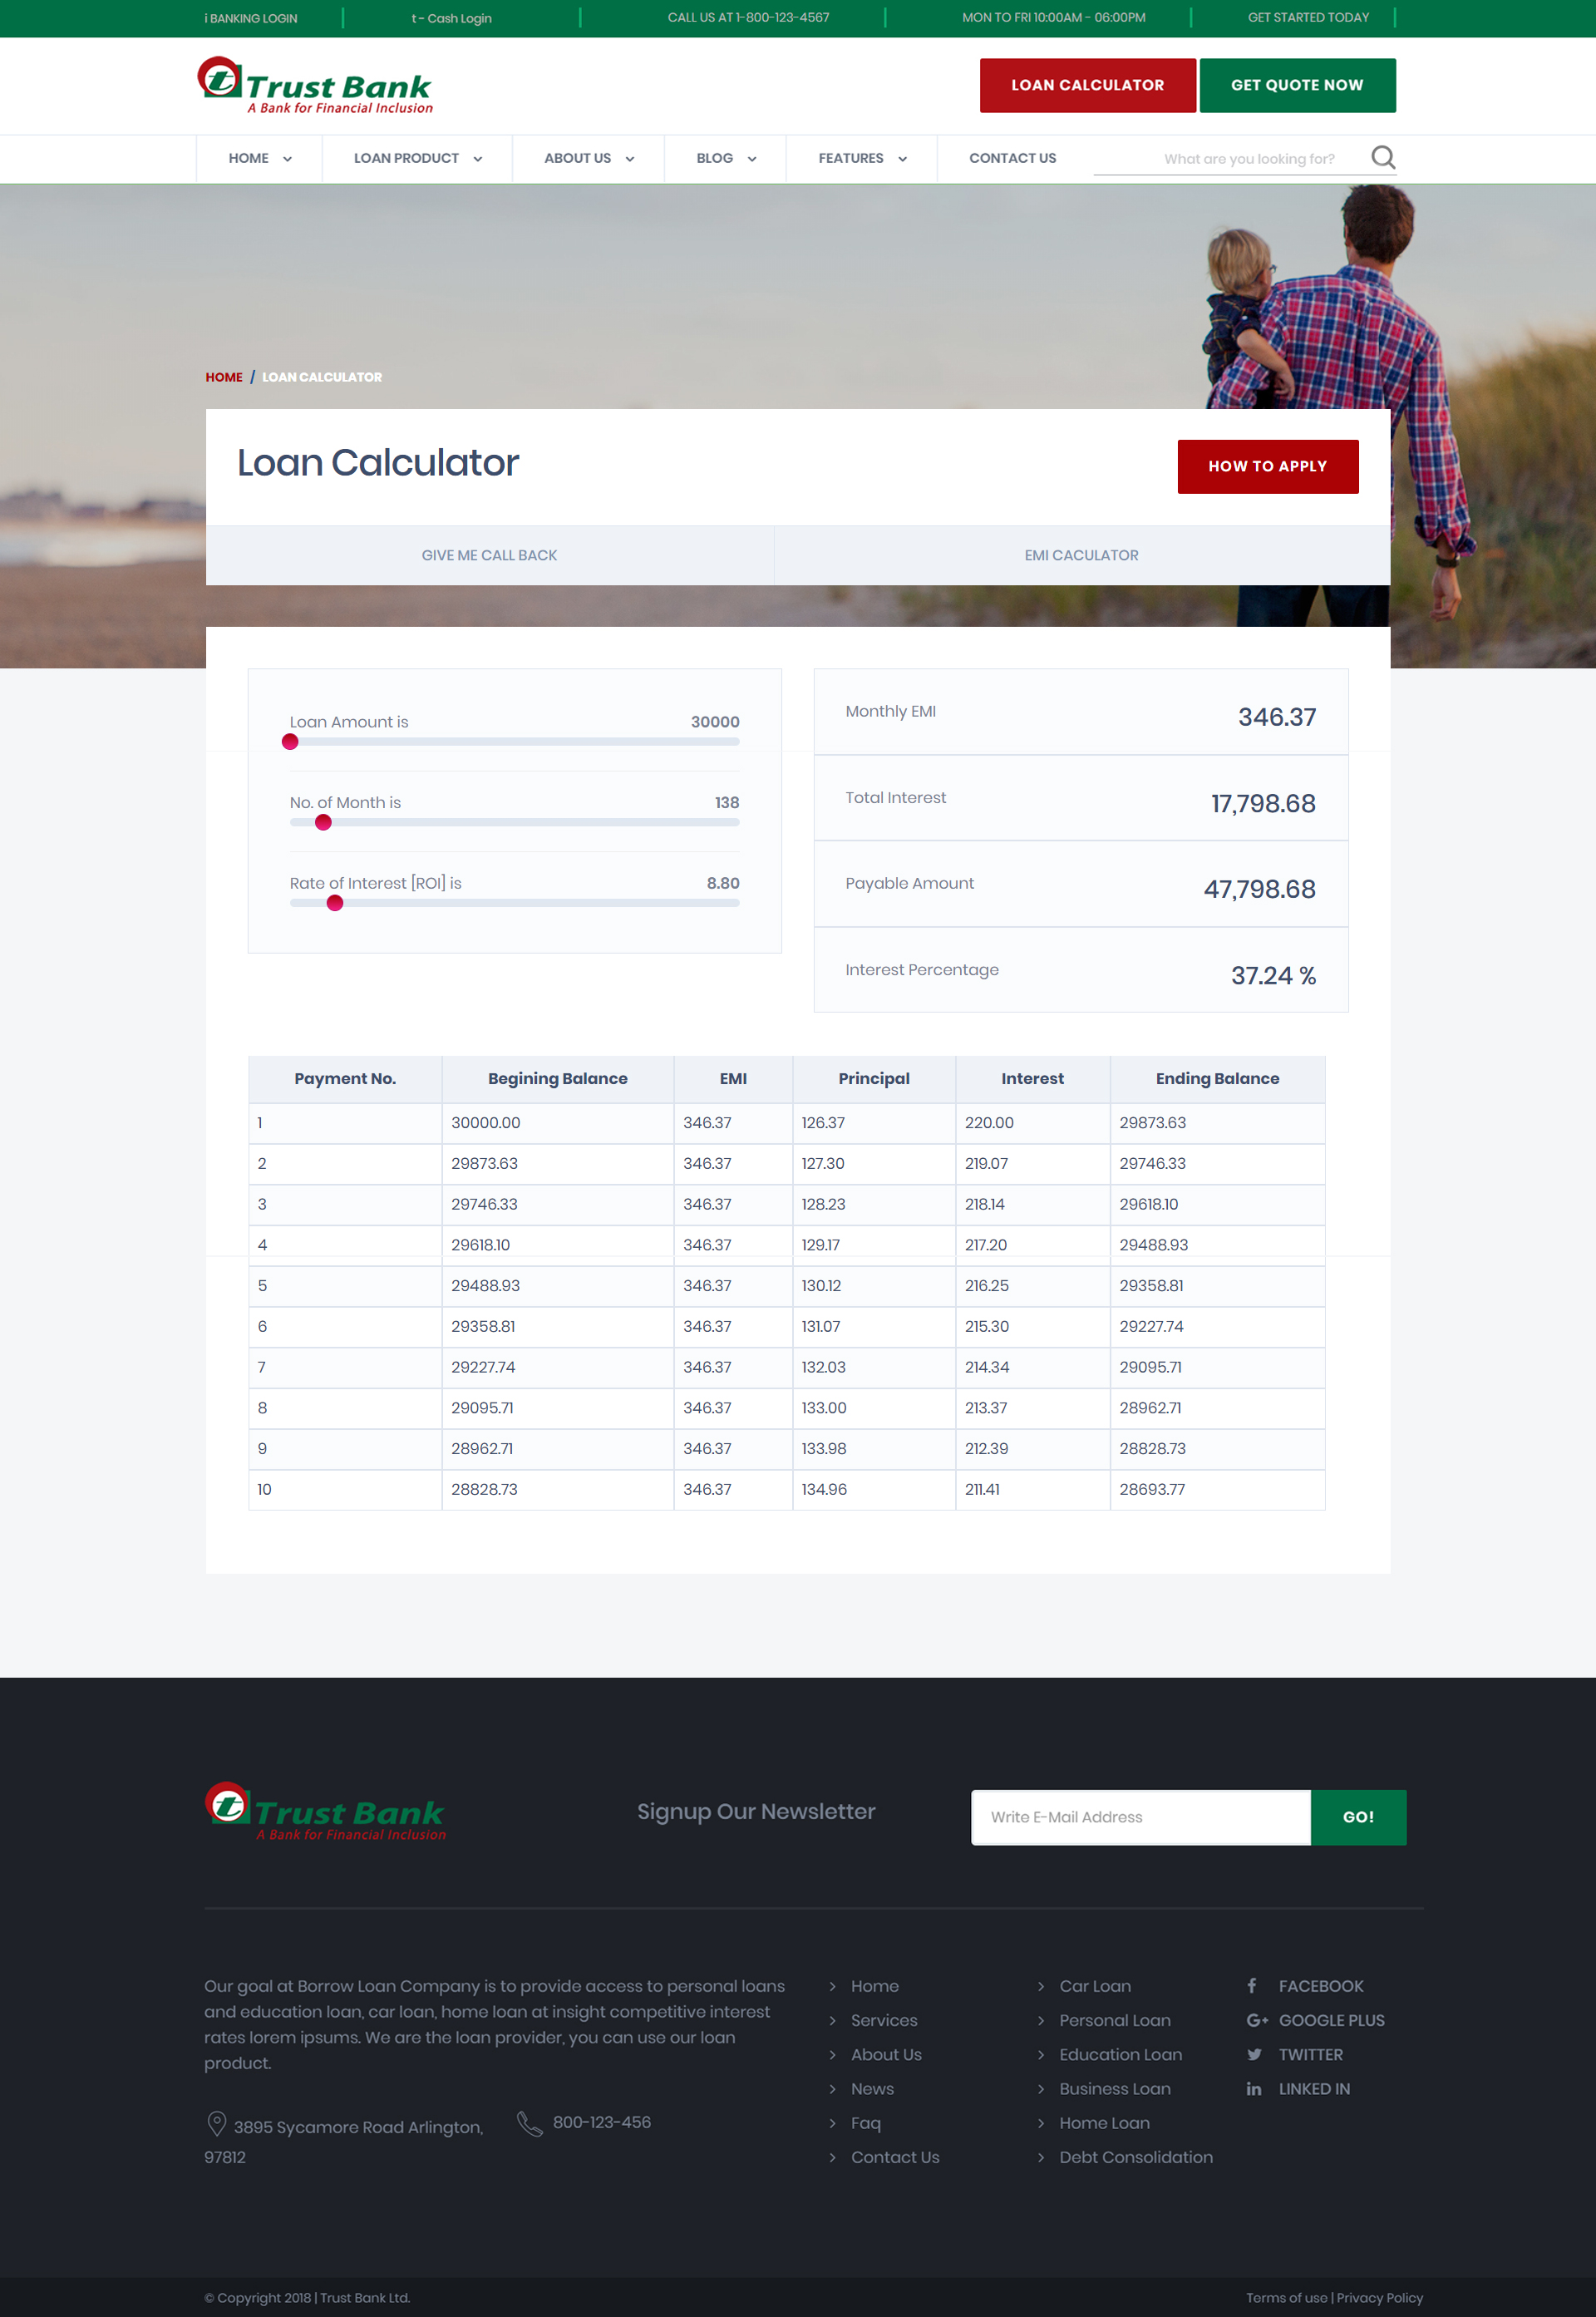 i BANKING LOGIN
t - Cash Login
CALL US AT 1-800-123-4567
MON TO FRI 10:00AM - 06:00PM
GET STARTED TODAY
t Trust Bank
A Bank for Financial Inclusion
LOAN CALCULATOR
GET QUOTE NOW
HOME
LOAN PRODUCT
ABOUT US
BLOG
FEATURES
CONTACT US
What are you looking for?
HOME / LOAN CALCULATOR
Loan Calculator
HOW TO APPLY
GIVE ME CALL BACK
EMI CACULATOR
Loan Amount is 30000
No. of Month is 138
Rate of Interest [ROI] is 8.80
Monthly EMI 346.37
Total Interest 17,798.68
Payable Amount 47,798.68
Interest Percentage 37.24 %
Payment No. Begining Balance EMI Principal Interest Ending Balance
1 30000.00 346.37 126.37 220.00 29873.63
2 29873.63 346.37 127.30 219.07 29746.33
3 29746.33 346.37 128.23 218.14 29618.10
4 29618.10 346.37 129.17 217.20 29488.93
5 29488.93 346.37 130.12 216.25 29358.81
6 29358.81 346.37 131.07 215.30 29227.74
7 29227.74 346.37 132.03 214.34 29095.71
8 29095.71 346.37 133.00 213.37 28962.71
9 28962.71 346.37 133.98 212.39 28828.73
10 28828.73 346.37 134.96 211.41 28693.77
t Trust Bank
A Bank for Financial Inclusion
Signup Our Newsletter
Write E-Mail Address
GO!
Our goal at Borrow Loan Company is to provide access to personal loans
and education loan, car loan, home loan at insight competitive interest
rates lorem ipsums. We are the loan provider, you can use our loan
product.
3895 Sycamore Road Arlington,
97812
800-123-456
Home
Services
About Us
News
Faq
Contact Us
Car Loan
Personal Loan
Education Loan
Business Loan
Home Loan
Debt Consolidation
f FACEBOOK
G+ GOOGLE PLUS
TWITTER
in LINKED IN
© Copyright 2018 | Trust Bank Ltd.
Terms of use | Privacy Policy